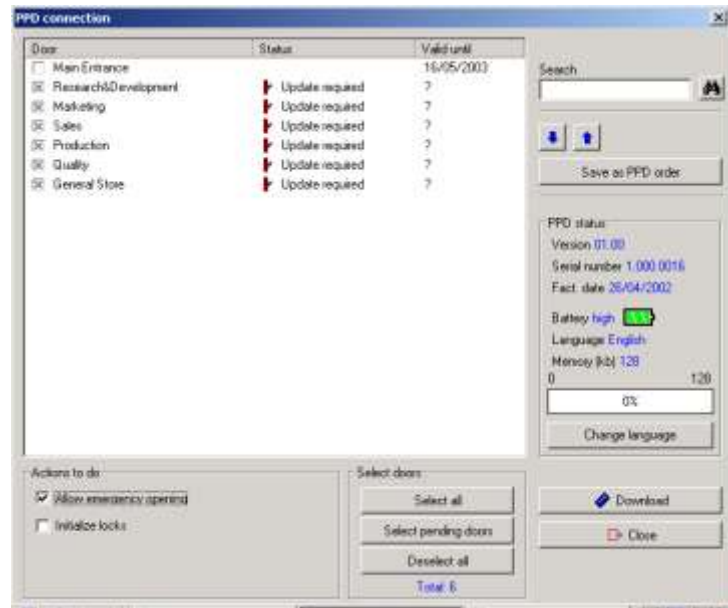 PPD connection
Door Status Valid until
Main Entrance 16/05/2003
Research&Development Update required ?
Marketing Update required ?
Sales Update required ?
Production Update required ?
Quality Update required ?
General Store Update required ?
Search
Save as PPD order
PPD status
Version 01.00
Serial number 1.000.0016
Fact. date 26/04/2002
Battery high
Language English
Memory (kb) 128
0 128
0%
Change language
Actions to do
Allow emergency opening
Initialize locks
Select doors
Select all
Select pending doors
Deselect all
Total: 6
Download
Close